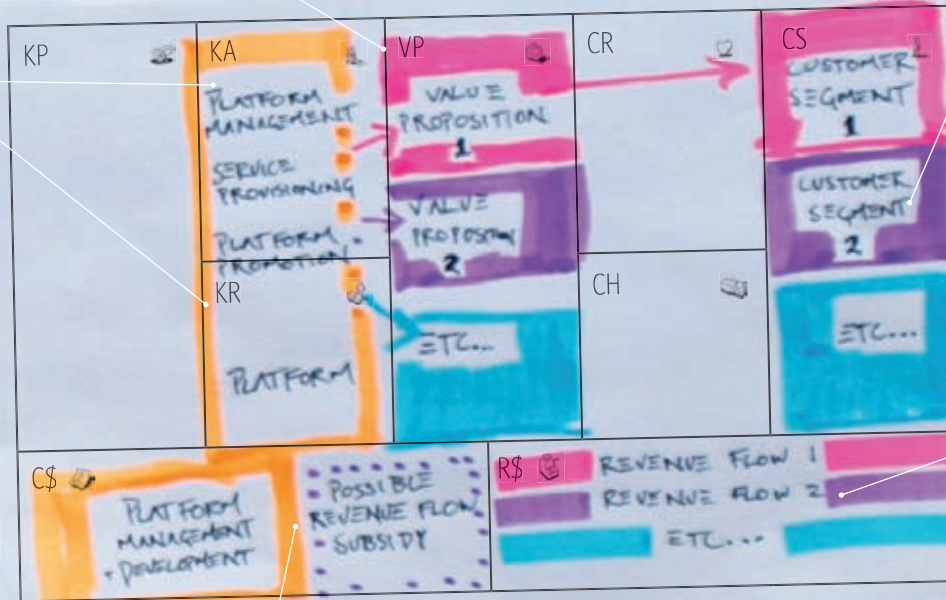 KP
KA
PLATFORM
MANAGEMENT
SERVICE
PROVISIONING
PLATFORM
PROMOTION
KR
PLATFORM
VP
VALUE
PROPOSITION
1
VALUE
PROPOSITION
2
ETC...
CR
CH
CS
CUSTOMER
SEGMENT
1
CUSTOMER
SEGMENT
2
ETC...
C$
PLATFORM
MANAGEMENT
+ DEVELOPMENT
POSSIBLE
REVENUE FLOW
SUBSIDY
R$
REVENUE FLOW 1
REVENUE FLOW 2
ETC...